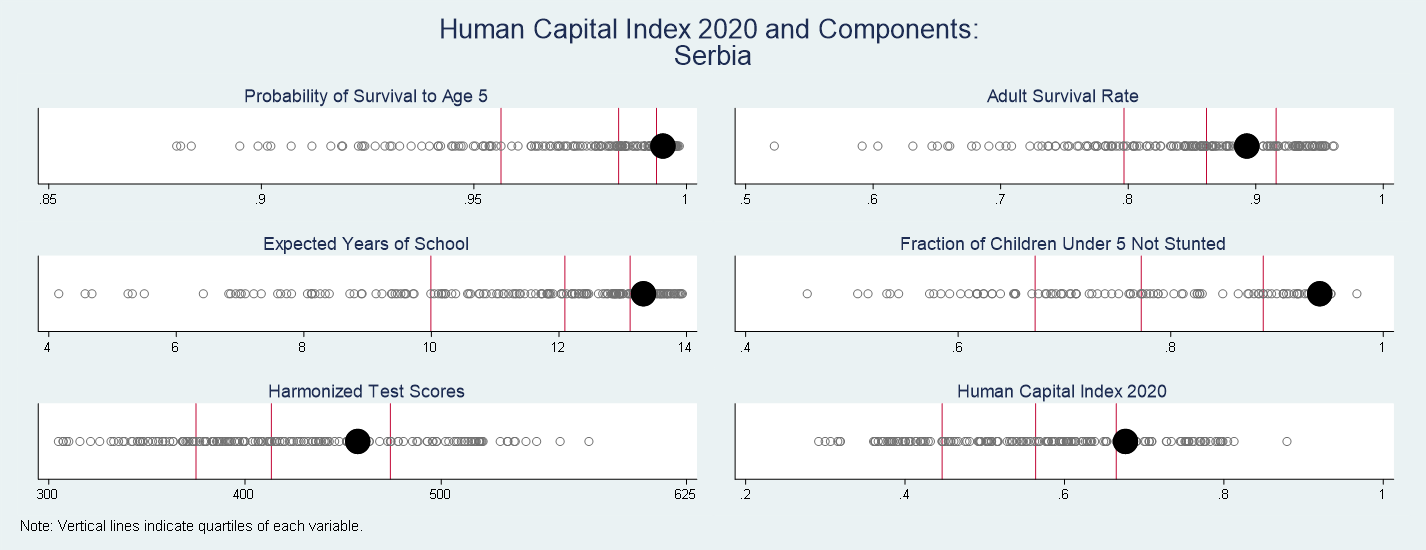 Human Capital Index 2020 and Components:
Serbia
Probability of Survival to Age 5
.85 .9 .95 1
Adult Survival Rate
.5 .6 .7 .8 .9 1
Expected Years of School
4 6 8 10 12 14
Fraction of Children Under 5 Not Stunted
.4 .6 .8 1
Harmonized Test Scores
300 400 500 625
Human Capital Index 2020
.2 .4 .6 .8 1
Note: Vertical lines indicate quartiles of each variable.